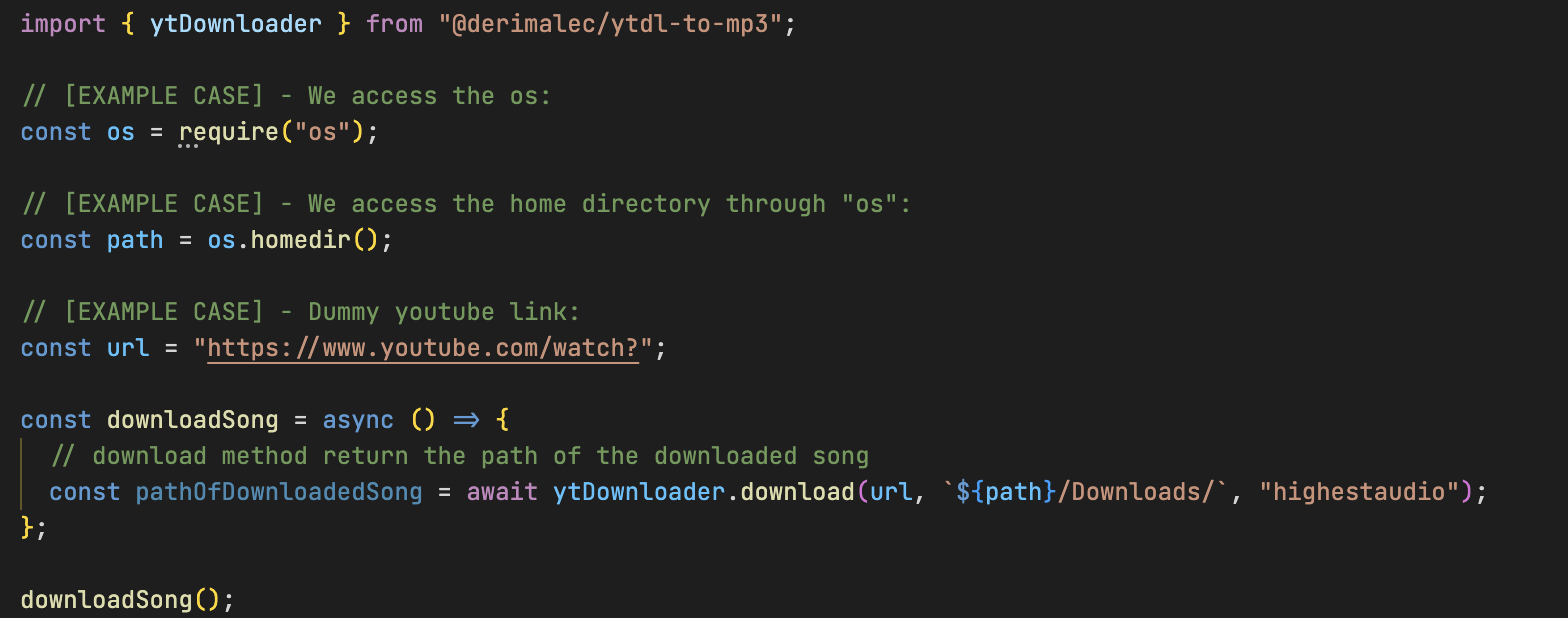 import { ytDownloader } from "@derimalec/ytdl-to-mp3";
// [EXAMPLE CASE] - We access the os:
const os = require("os");
// [EXAMPLE CASE] - We access the home directory through "os":
const path = os.homedir();
// [EXAMPLE CASE] - Dummy youtube link:
const url = "https://www.youtube.com/watch?";
const downloadSong = async () => {
// download method return the path of the downloaded song
const pathOfDownloadedSong = await ytDownloader.download(url, `${path}/Downloads/`, "highestaudio");
};
downloadSong();